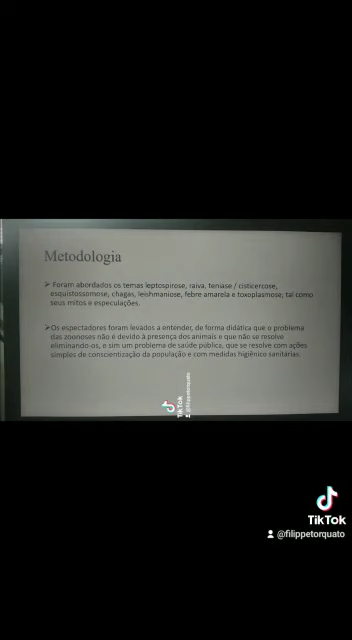 Metodologia
➢ Foram abordados os temas leptospirose, raiva, teníase / cisticercose,
esquistossomose, chagas, leishmaniose, febre amarela e toxoplasmose, tal como
seus mitos e especulações.
➢Os espectadores foram levados a entender, de forma didática que o problema
das zoonoses não é devido à presença dos animais e que não se resolve
eliminando-os, e sim um problema de saúde pública, que se resolve com ações
simples de conscientização da população e com medidas higiênico sanitárias.
TikTok
@filippetorquato
TikTok
@filippetorquato